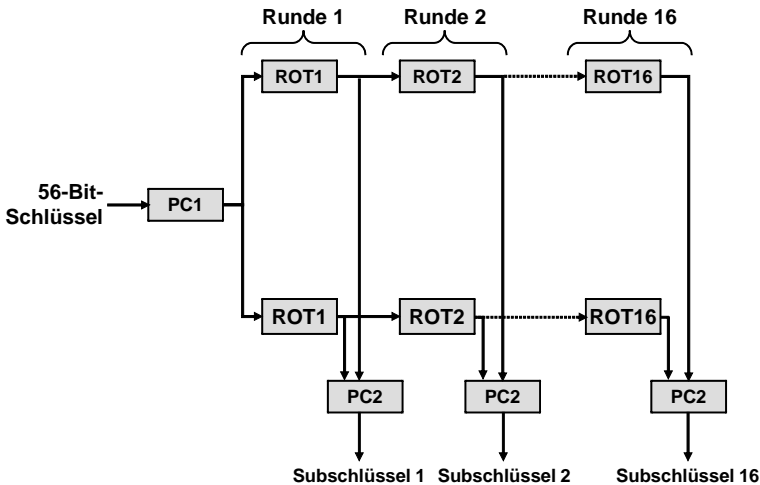 Runde 1
Runde 2
Runde 16
ROT1
ROT2
ROT16
56-Bit-
Schlüssel
PC1
ROT1
ROT2
ROT16
PC2
PC2
PC2
Subschlüssel 1
Subschlüssel 2
Subschlüssel 16